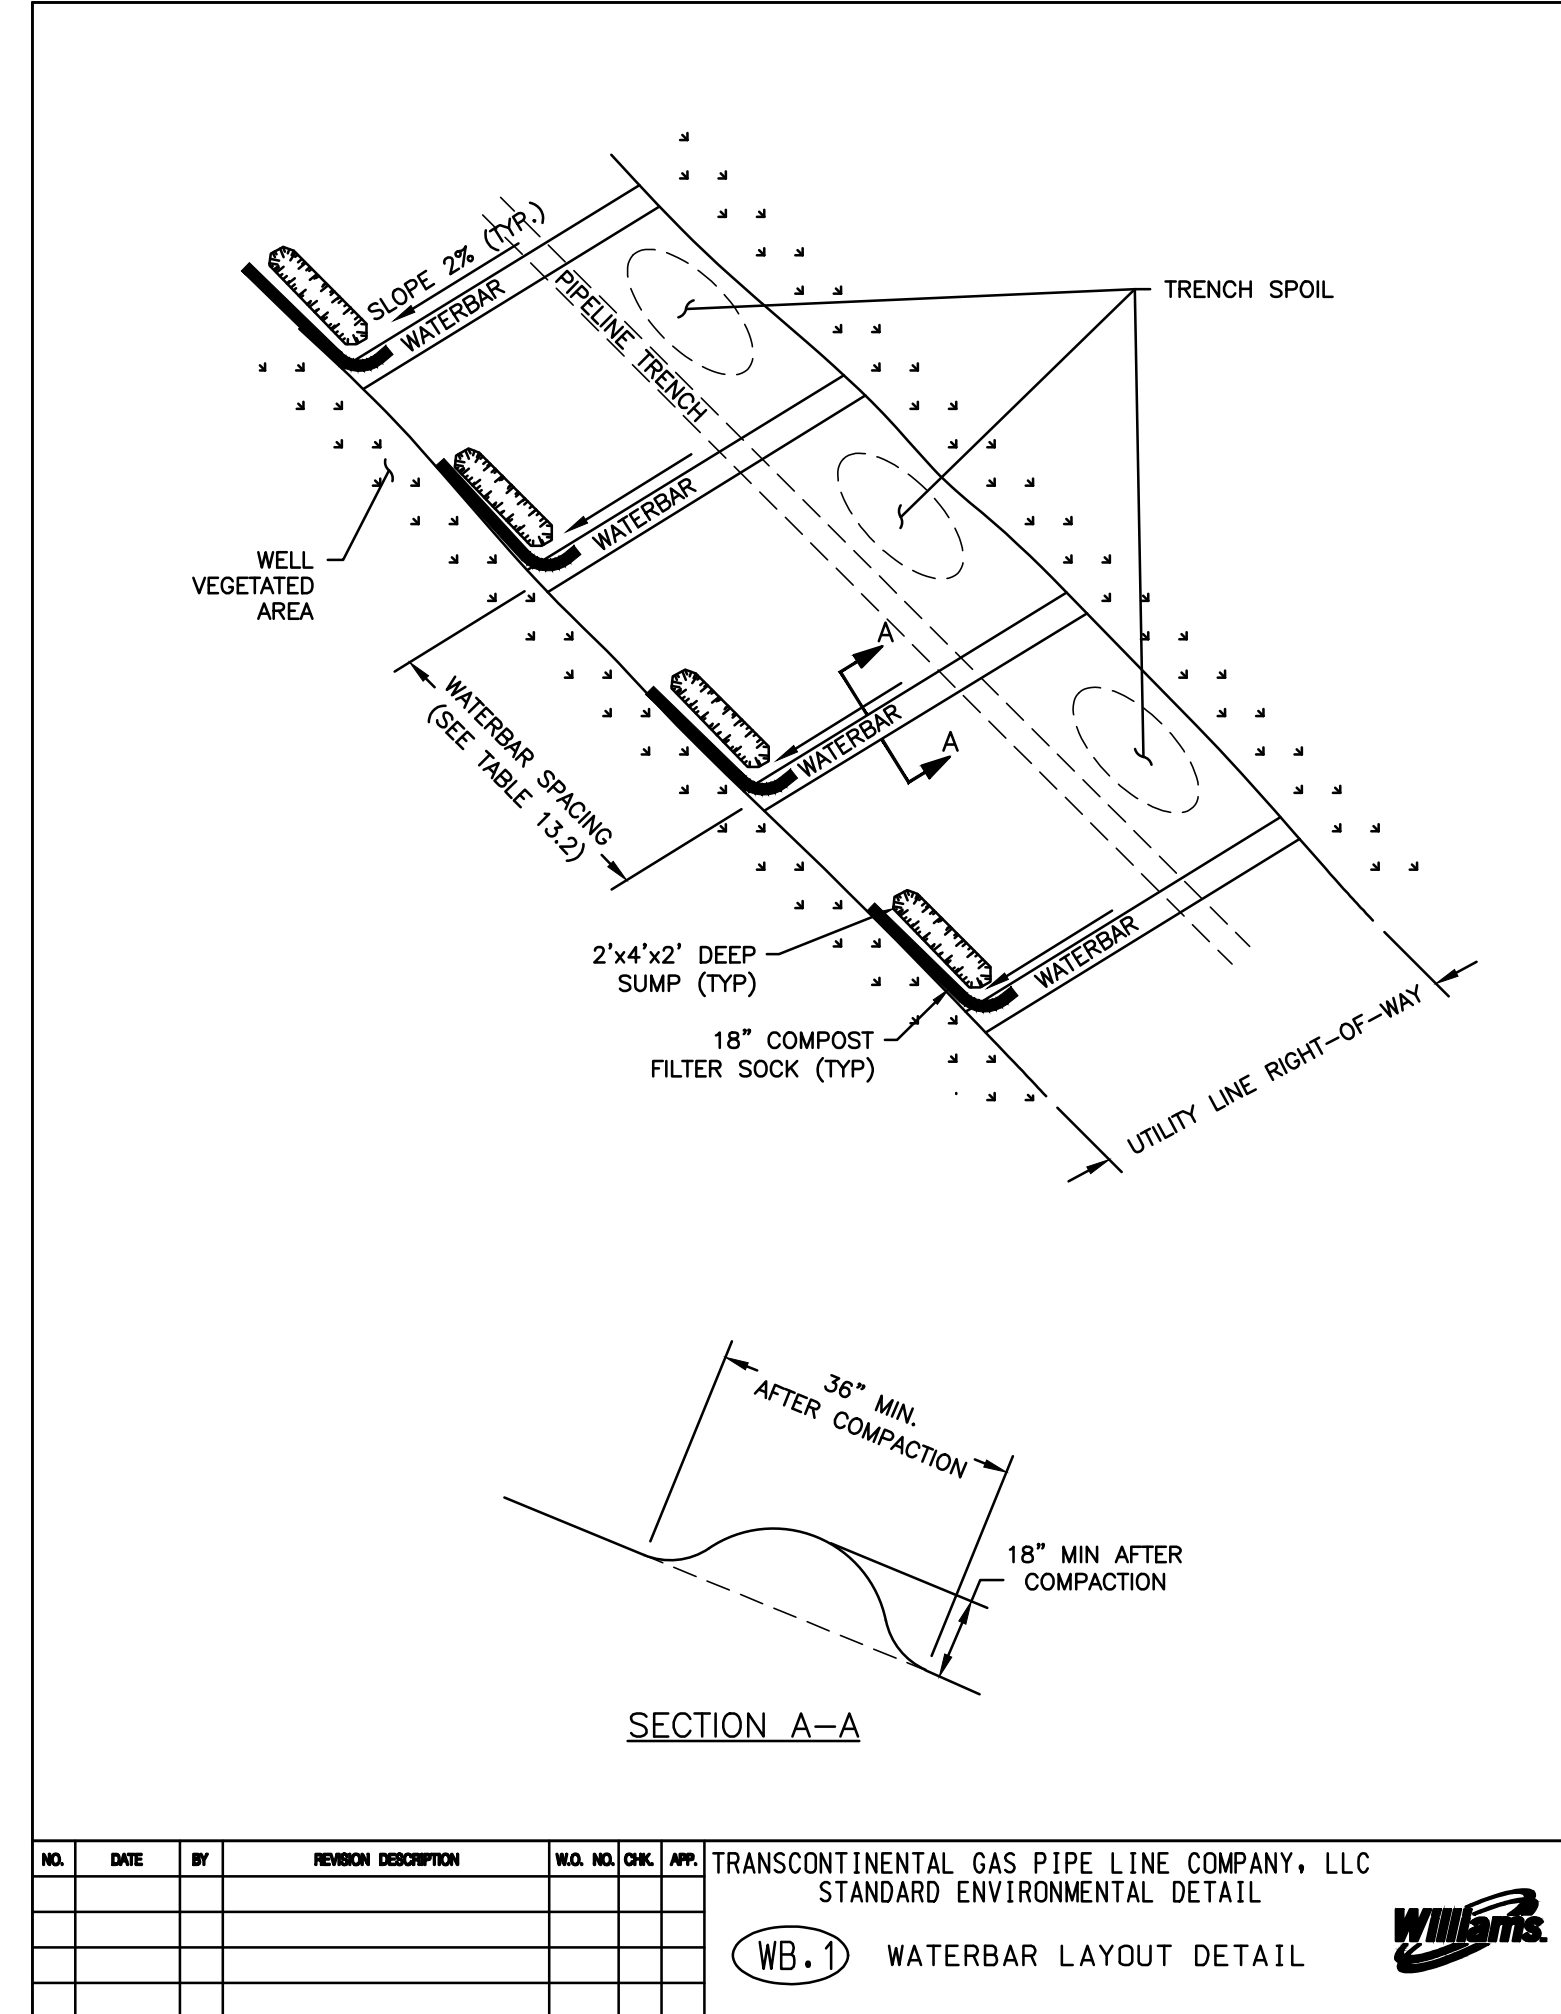 SLOPE 2% (TYP.)
WATERBAR
PIPELINE TRENCH
TRENCH SPOIL
WATERBAR
WELL
VEGETATED
AREA
A
WATERBAR SPACING
(SEE TABLE 13.2)
WATERBAR
A
2'x4'x2' DEEP
SUMP (TYP)
WATERBAR
18" COMPOST
FILTER SOCK (TYP)
UTILITY LINE RIGHT-OF-WAY
36" MIN.
AFTER COMPACTION
18" MIN AFTER
COMPACTION
SECTION A-A
NO. DATE BY REVISION DESCRIPTION W.O. NO. CHK. APP.
TRANSCONTINENTAL GAS PIPE LINE COMPANY, LLC
STANDARD ENVIRONMENTAL DETAIL
WB.1 WATERBAR LAYOUT DETAIL
Williams.